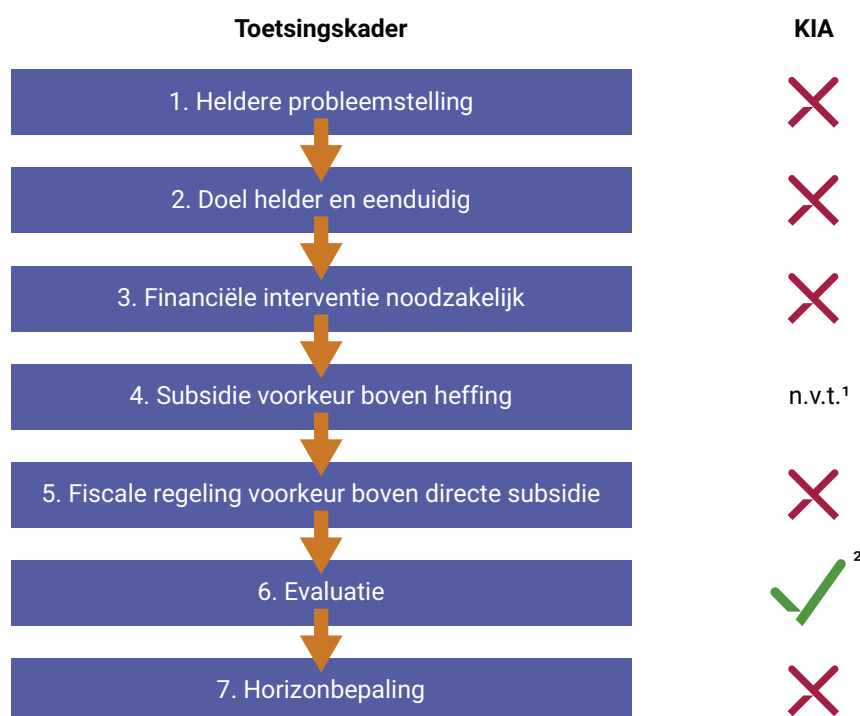 Toetsingskader KIA
1. Heldere probleemstelling
2. Doel helder en eenduidig
3. Financiële interventie noodzakelijk
4. Subsidie voorkeur boven heffing n.v.t.¹
5. Fiscale regeling voorkeur boven directe subsidie
6. Evaluatie ²
7. Horizonbepaling